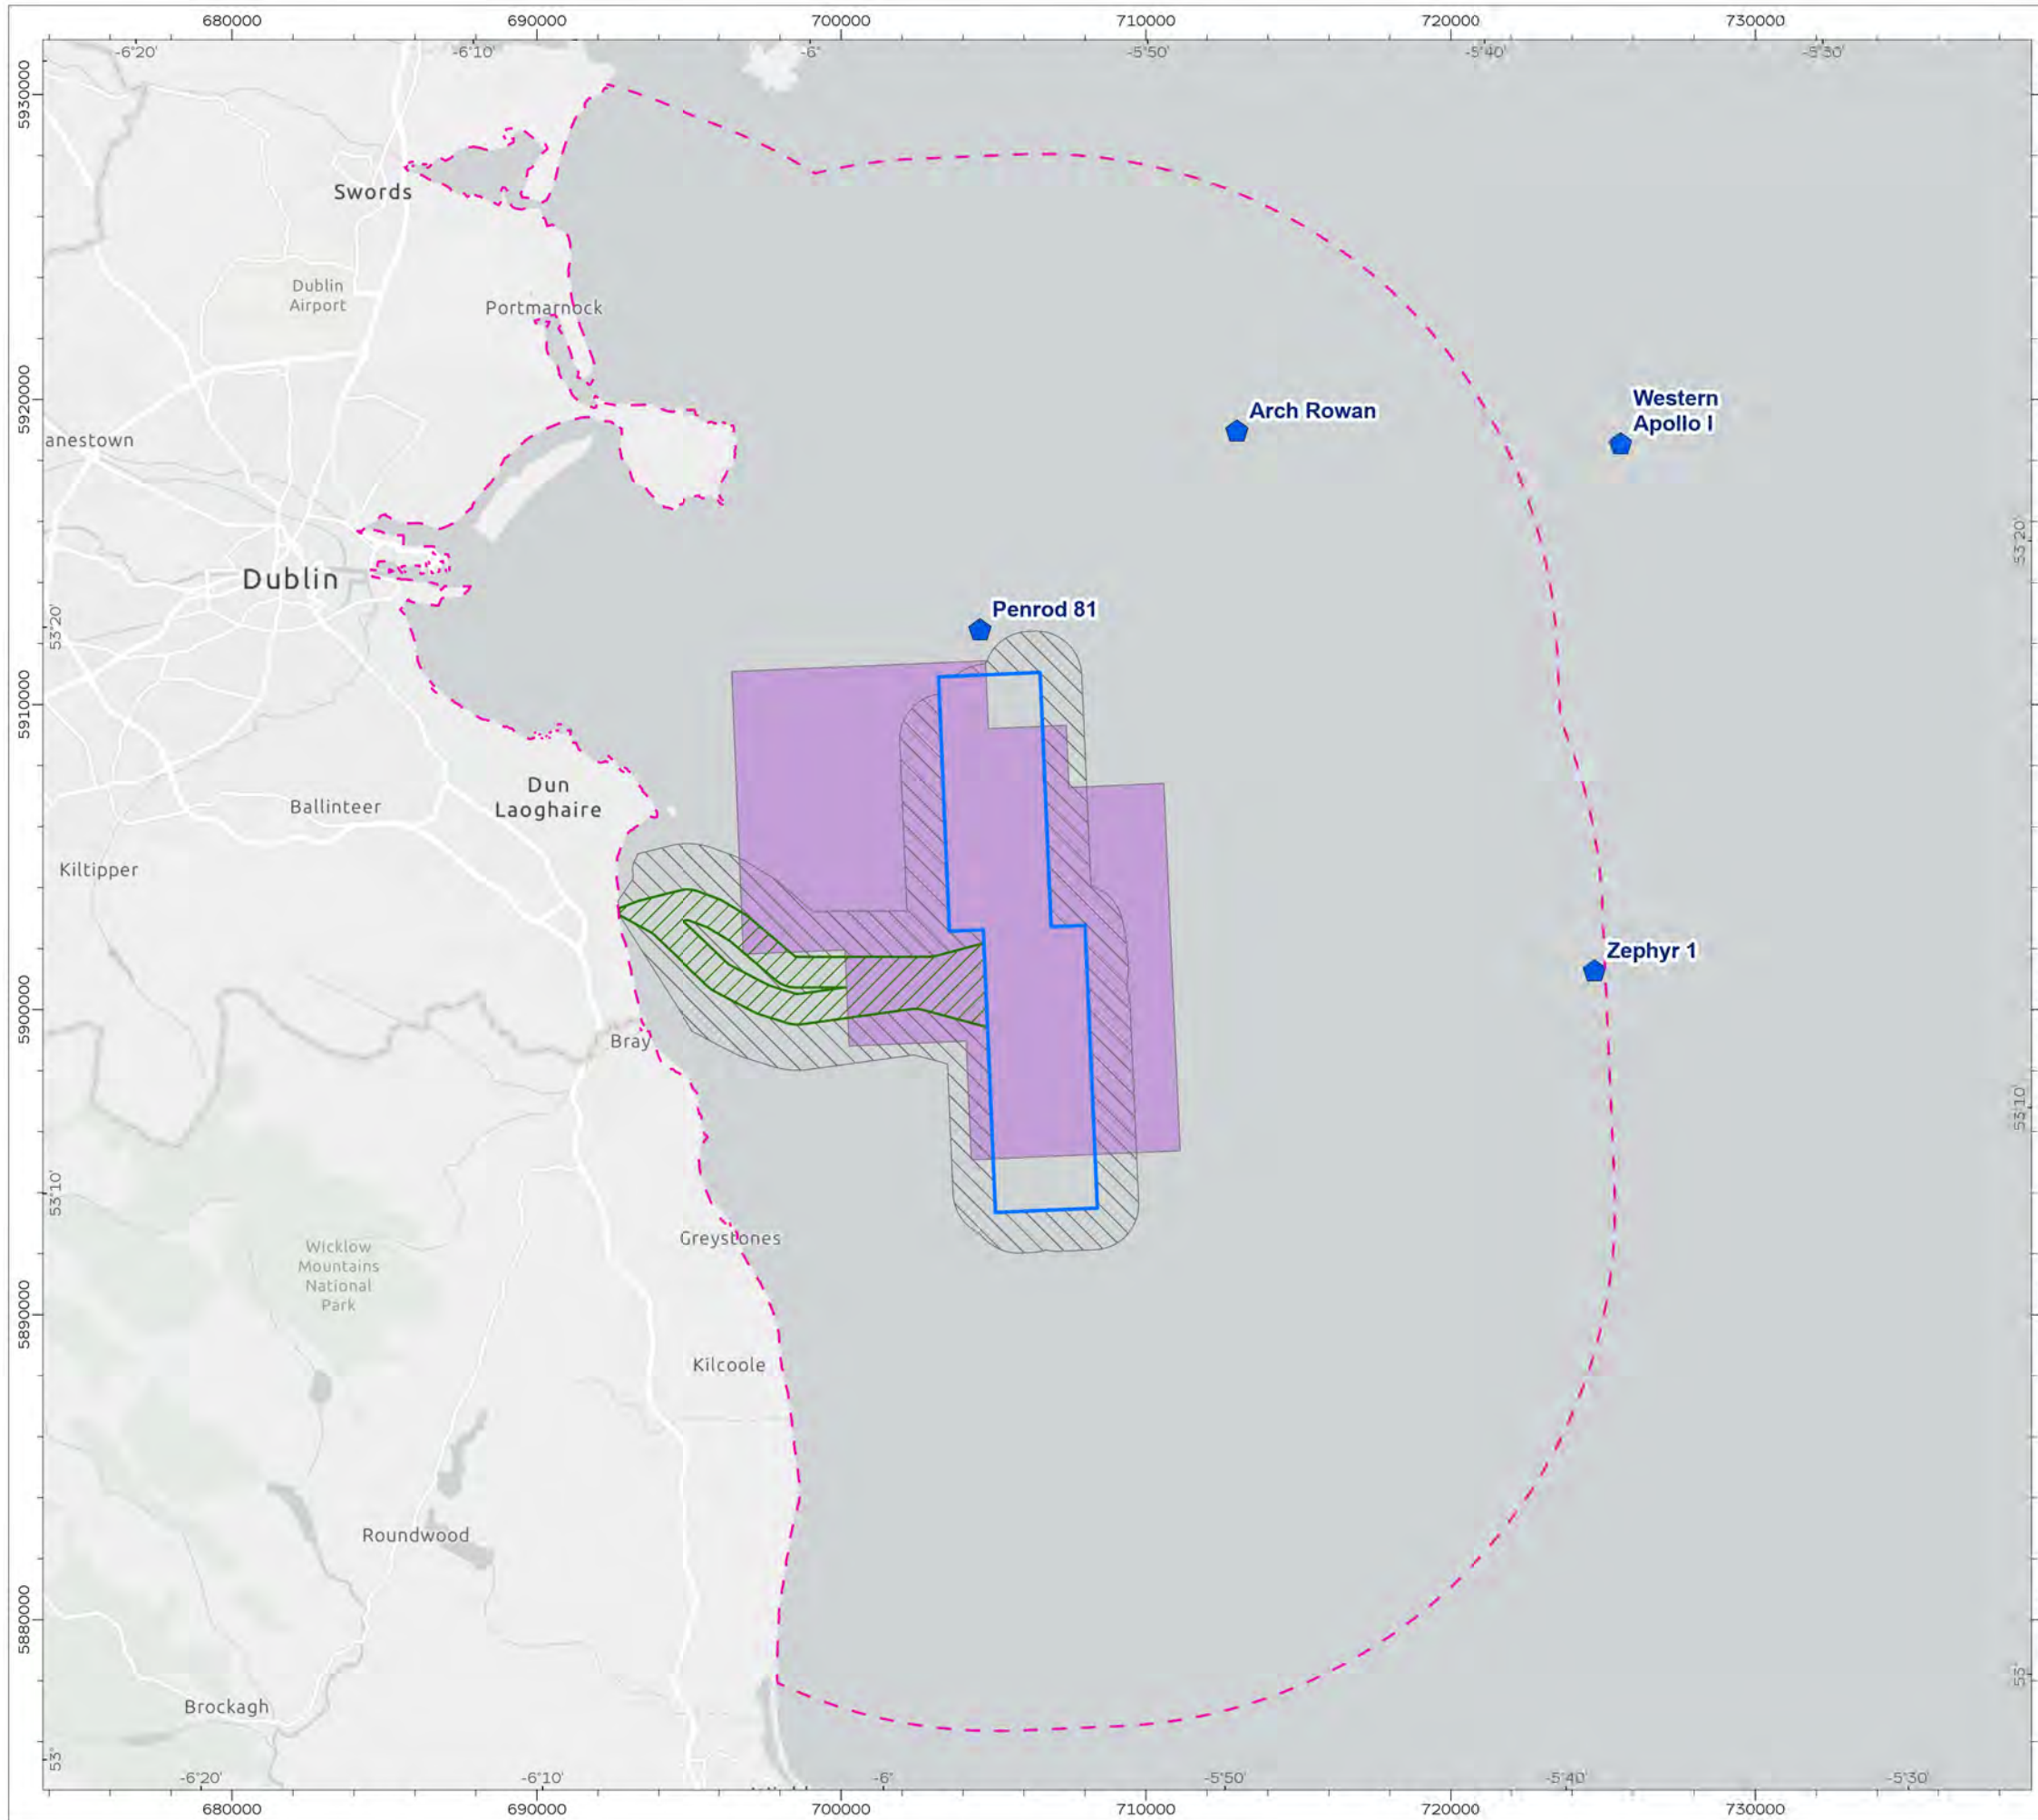 680000
690000
700000
710000
720000
730000
-6°20'
-6°10'
-6°
-5°50'
-5°40'
-5°30'
5930000
Swords
Dublin
Airport
Portmarnock
5920000
Western
Apollo I
Arch Rowan
anestown
53°20'
Dublin
Penrod 81
53°20'
5910000
Dun
Laoghaire
Ballinteer
Kiltipper
Zephyr 1
5900000
Bray
53°10'
53°10'
Greystones
Wicklow
Mountains
National
Park
5890000
Kilcoole
Roundwood
5880000
Brockagh
53°
-6°20'
-6°10'
-6°
-5°50'
-5°40'
-5°30'
680000
690000
700000
710000
720000
730000